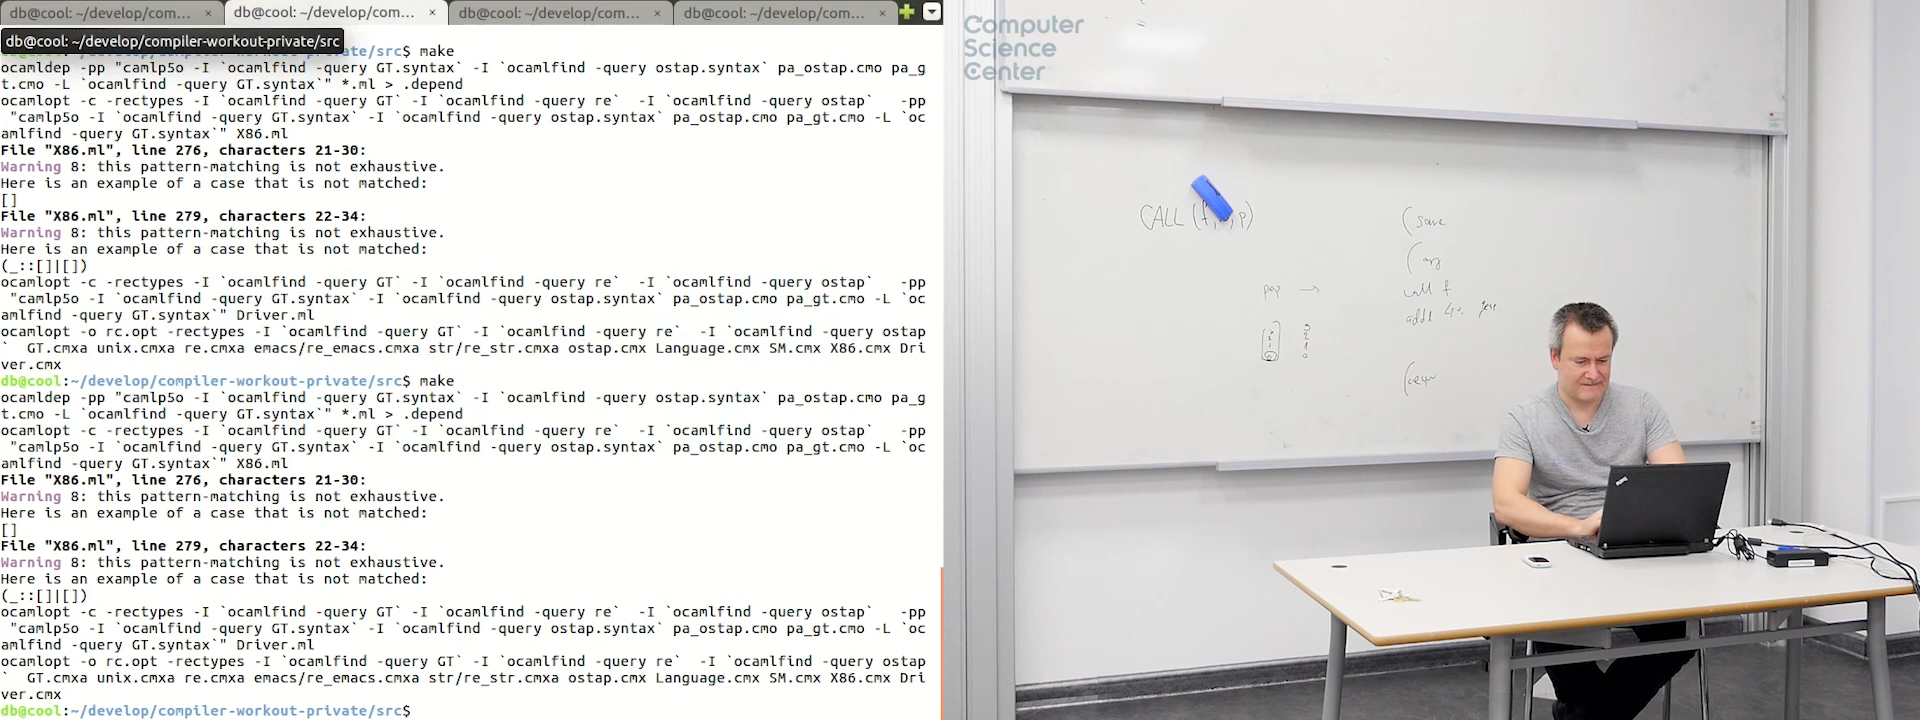 db@cool: ~/develop/com... × db@cool: ~/develop/com... × db@cool: ~/develop/com... × db@cool: ~/develop/com... ×
db@cool: ~/develop/compiler-workout-private/src
rivate/src$ make
ocamldep -pp "camlp5o -I `ocamlfind -query GT.syntax` -I `ocamlfind -query ostap.syntax` pa_ostap.cmo pa_g
t.cmo -L `ocamlfind -query GT.syntax`" *.ml > .depend
ocamlopt -c -rectypes -I `ocamlfind -query GT` -I `ocamlfind -query re`  -I `ocamlfind -query ostap`   -pp
 "camlp5o -I `ocamlfind -query GT.syntax` -I `ocamlfind -query ostap.syntax` pa_ostap.cmo pa_gt.cmo -L `oc
amlfind -query GT.syntax`" X86.ml
File "X86.ml", line 276, characters 21-30:
Warning 8: this pattern-matching is not exhaustive.
Here is an example of a case that is not matched:
[]
File "X86.ml", line 279, characters 22-34:
Warning 8: this pattern-matching is not exhaustive.
Here is an example of a case that is not matched:
(_::[]|[])
ocamlopt -c -rectypes -I `ocamlfind -query GT` -I `ocamlfind -query re`  -I `ocamlfind -query ostap`   -pp
 "camlp5o -I `ocamlfind -query GT.syntax` -I `ocamlfind -query ostap.syntax` pa_ostap.cmo pa_gt.cmo -L `oc
amlfind -query GT.syntax`" Driver.ml
ocamlopt -o rc.opt -rectypes -I `ocamlfind -query GT` -I `ocamlfind -query re`  -I `ocamlfind -query ostap
`  GT.cmxa unix.cmxa re.cmxa emacs/re_emacs.cmxa str/re_str.cmxa ostap.cmx Language.cmx SM.cmx X86.cmx Dri
ver.cmx
db@cool:~/develop/compiler-workout-private/src$ make
ocamldep -pp "camlp5o -I `ocamlfind -query GT.syntax` -I `ocamlfind -query ostap.syntax` pa_ostap.cmo pa_g
t.cmo -L `ocamlfind -query GT.syntax`" *.ml > .depend
ocamlopt -c -rectypes -I `ocamlfind -query GT` -I `ocamlfind -query re`  -I `ocamlfind -query ostap`   -pp
 "camlp5o -I `ocamlfind -query GT.syntax` -I `ocamlfind -query ostap.syntax` pa_ostap.cmo pa_gt.cmo -L `oc
amlfind -query GT.syntax`" X86.ml
File "X86.ml", line 276, characters 21-30:
Warning 8: this pattern-matching is not exhaustive.
Here is an example of a case that is not matched:
[]
File "X86.ml", line 279, characters 22-34:
Warning 8: this pattern-matching is not exhaustive.
Here is an example of a case that is not matched:
(_::[]|[])
ocamlopt -c -rectypes -I `ocamlfind -query GT` -I `ocamlfind -query re`  -I `ocamlfind -query ostap`   -pp
 "camlp5o -I `ocamlfind -query GT.syntax` -I `ocamlfind -query ostap.syntax` pa_ostap.cmo pa_gt.cmo -L `oc
amlfind -query GT.syntax`" Driver.ml
ocamlopt -o rc.opt -rectypes -I `ocamlfind -query GT` -I `ocamlfind -query re`  -I `ocamlfind -query ostap
`  GT.cmxa unix.cmxa re.cmxa emacs/re_emacs.cmxa str/re_str.cmxa ostap.cmx Language.cmx SM.cmx X86.cmx Dri
ver.cmx
db@cool:~/develop/compiler-workout-private/src$
Computer
Science
Center
CALL (f, , p)
( save
( arg
call f
pop →
3
2
1
0